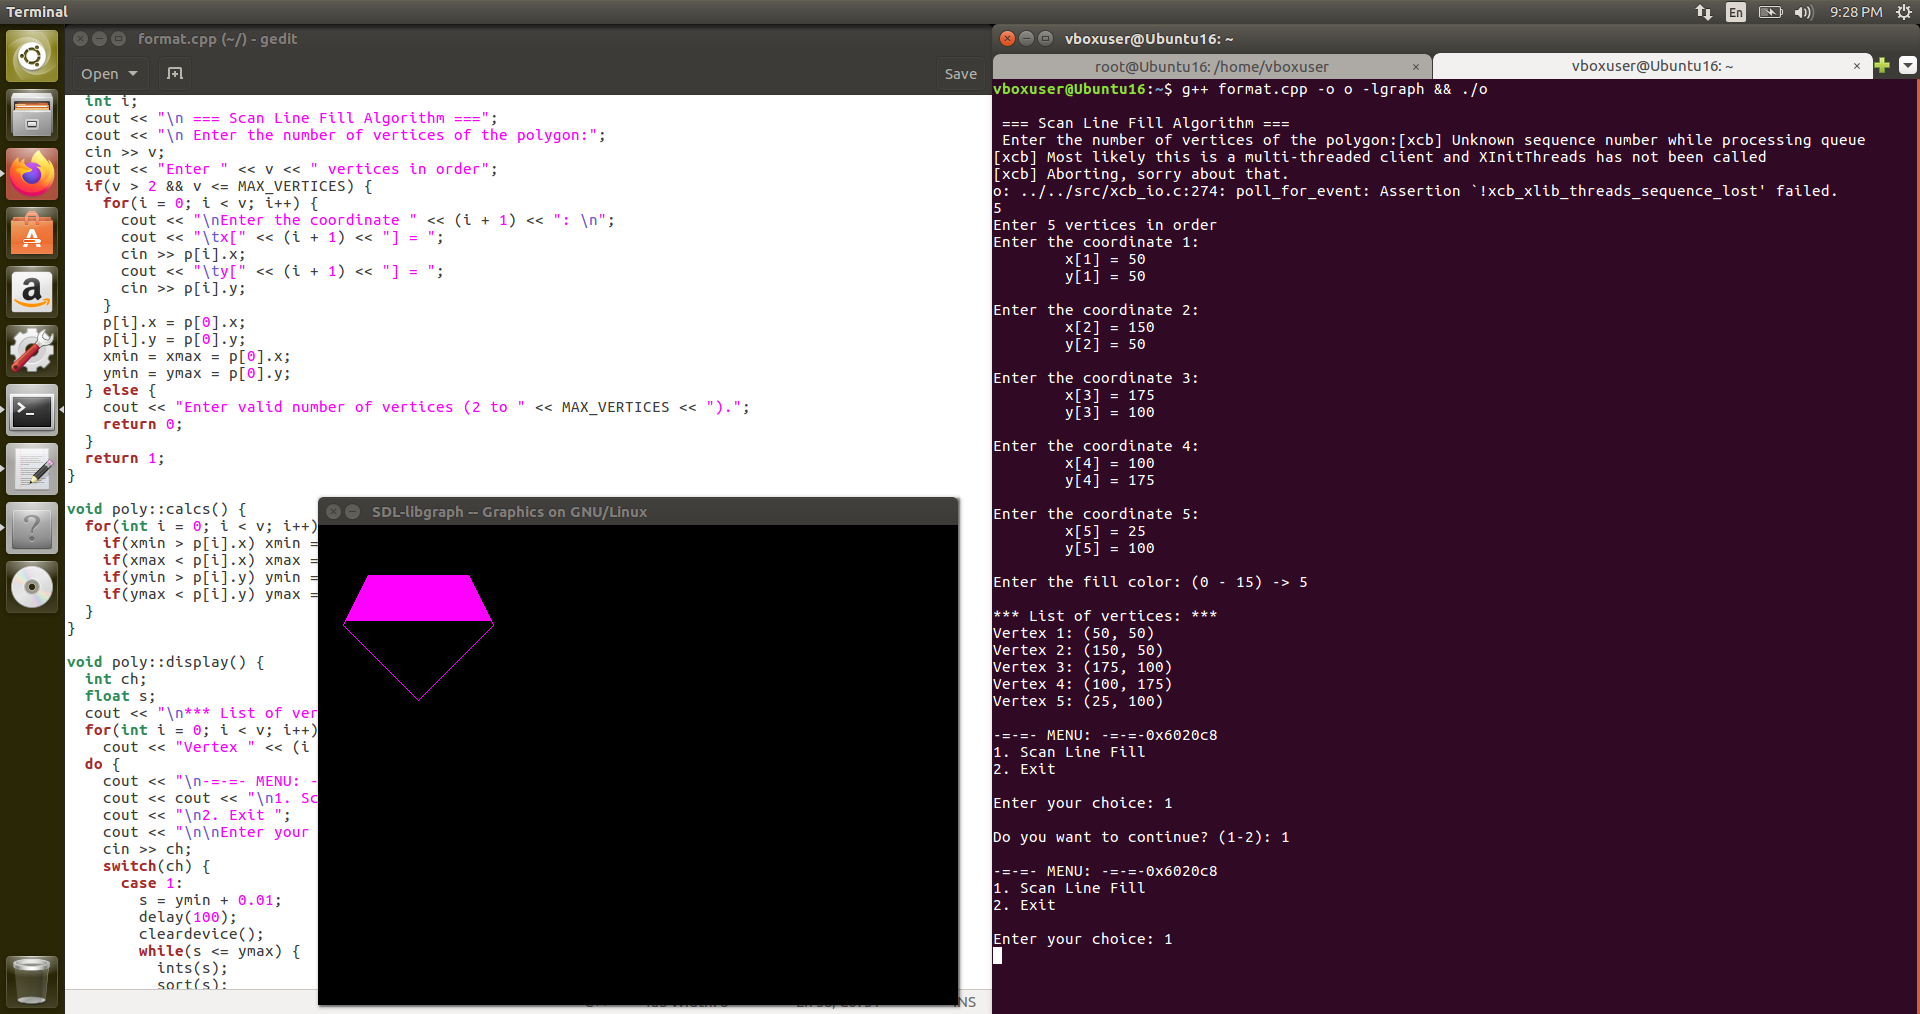 Terminal
En
9:28 PM
format.cpp (~/) - gedit
Open
Save
int i;
cout << "\n === Scan Line Fill Algorithm ===";
cout << "\n Enter the number of vertices of the polygon:";
cin >> v;
cout << "Enter " << v << " vertices in order";
if(v > 2 && v <= MAX_VERTICES) {
for(i = 0; i < v; i++) {
cout << "\nEnter the coordinate " << (i + 1) << ": \n";
cout << "\tx[" << (i + 1) << "] = ";
cin >> p[i].x;
cout << "\ty[" << (i + 1) << "] = ";
cin >> p[i].y;
}
p[i].x = p[0].x;
p[i].y = p[0].y;
xmin = xmax = p[0].x;
ymin = ymax = p[0].y;
} else {
cout << "Enter valid number of vertices (2 to " << MAX_VERTICES << ").";
return 0;
}
return 1;
}
void poly::calcs() {
for(int i = 0; i < v; i++)
if(xmin > p[i].x) xmin =
if(xmax < p[i].x) xmax =
if(ymin > p[i].y) ymin =
if(ymax < p[i].y) ymax =
}
}
void poly::display() {
int ch;
float s;
cout << "\n*** List of ver
for(int i = 0; i < v; i++)
cout << "Vertex " << (i
do {
cout << "\n-=-=- MENU: -
cout << cout << "\n1. Sc
cout << "\n2. Exit ";
cout << "\n\nEnter your
cin >> ch;
switch(ch) {
case 1:
s = ymin + 0.01;
delay(100);
cleardevice();
while(s <= ymax) {
ints(s);
sort(s);
SDL-libgraph -- Graphics on GNU/Linux
vboxuser@Ubuntu16: ~
root@Ubuntu16: /home/vboxuser
vboxuser@Ubuntu16: ~
vboxuser@Ubuntu16:~$ g++ format.cpp -o o -lgraph && ./o
=== Scan Line Fill Algorithm ===
Enter the number of vertices of the polygon:[xcb] Unknown sequence number while processing queue
[xcb] Most likely this is a multi-threaded client and XInitThreads has not been called
[xcb] Aborting, sorry about that.
o: ../../src/xcb_io.c:274: poll_for_event: Assertion `!xcb_xlib_threads_sequence_lost' failed.
5
Enter 5 vertices in order
Enter the coordinate 1:
x[1] = 50
y[1] = 50
Enter the coordinate 2:
x[2] = 150
y[2] = 50
Enter the coordinate 3:
x[3] = 175
y[3] = 100
Enter the coordinate 4:
x[4] = 100
y[4] = 175
Enter the coordinate 5:
x[5] = 25
y[5] = 100
Enter the fill color: (0 - 15) -> 5
*** List of vertices: ***
Vertex 1: (50, 50)
Vertex 2: (150, 50)
Vertex 3: (175, 100)
Vertex 4: (100, 175)
Vertex 5: (25, 100)
-=-=- MENU: -=-=-0x6020c8
1. Scan Line Fill
2. Exit
Enter your choice: 1
Do you want to continue? (1-2): 1
-=-=- MENU: -=-=-0x6020c8
1. Scan Line Fill
2. Exit
Enter your choice: 1